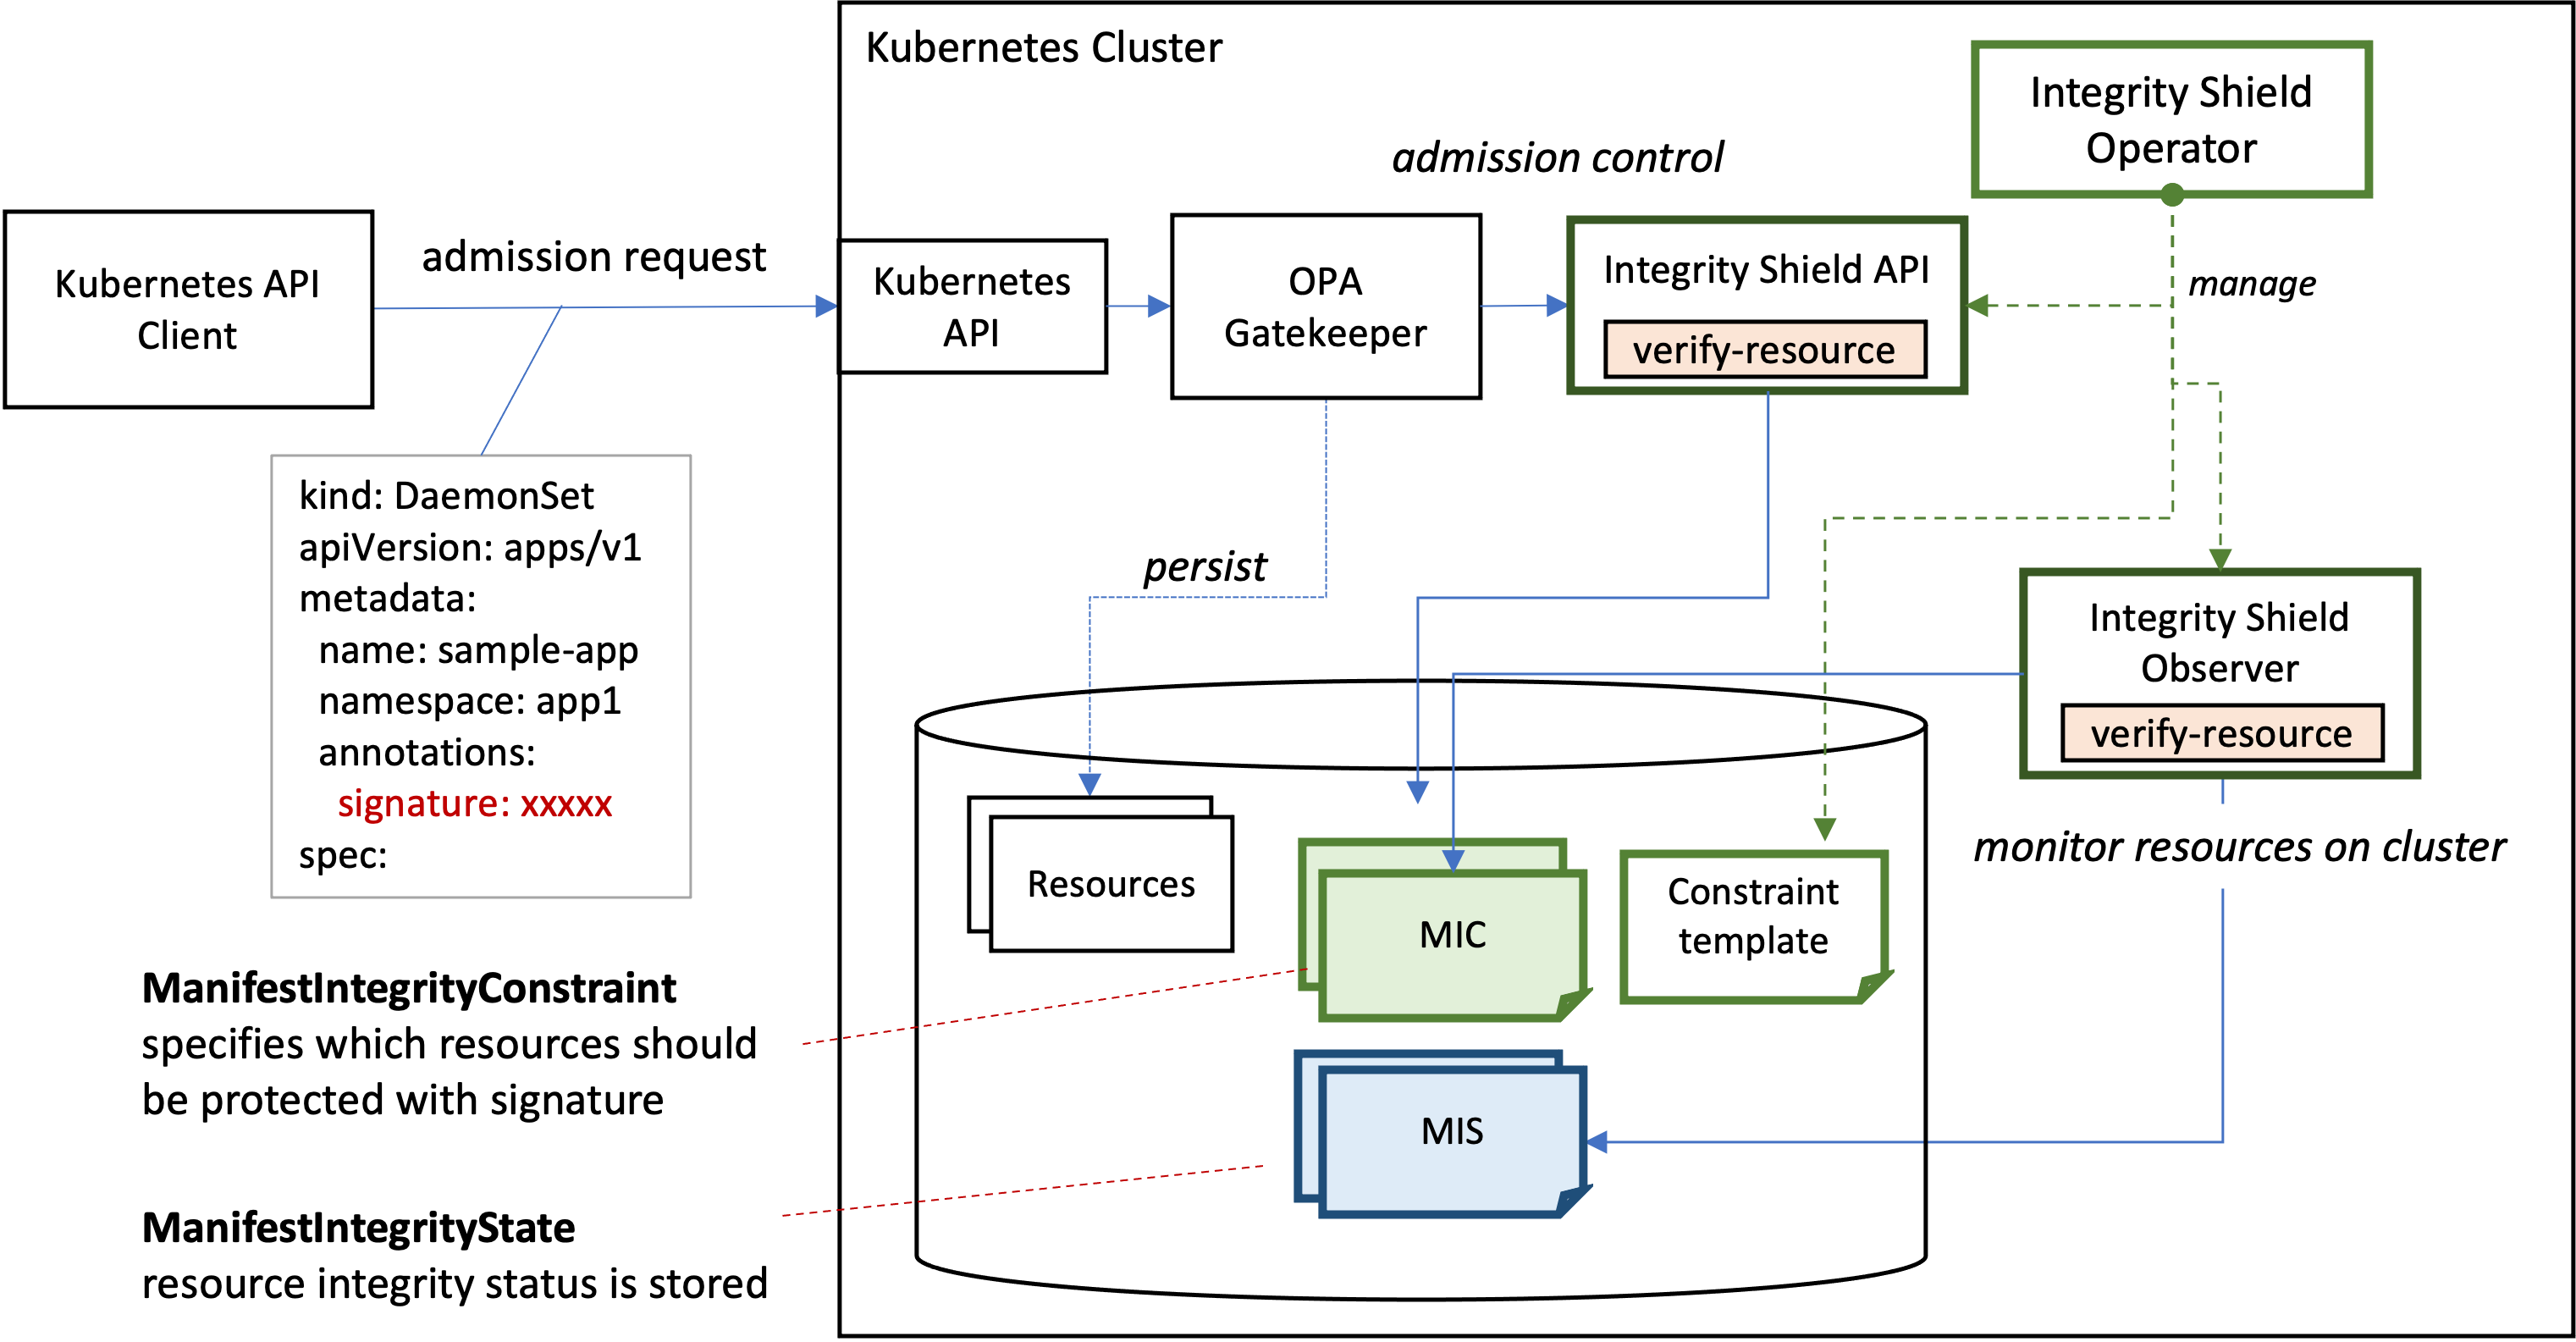 Kubernetes Cluster
Integrity Shield
Operator
admission control
Kubernetes API
Client
admission request
Kubernetes
API
OPA
Gatekeeper
Integrity Shield API
verify-resource
manage
kind: DaemonSet
apiVersion: apps/v1
metadata:
name: sample-app
namespace: app1
annotations:
signature: xxxxx
spec:
persist
Integrity Shield
Observer
verify-resource
monitor resources on cluster
Resources
MIC
Constraint
template
MIS
ManifestIntegrityConstraint
specifies which resources should
be protected with signature
ManifestIntegrityState
resource integrity status is stored